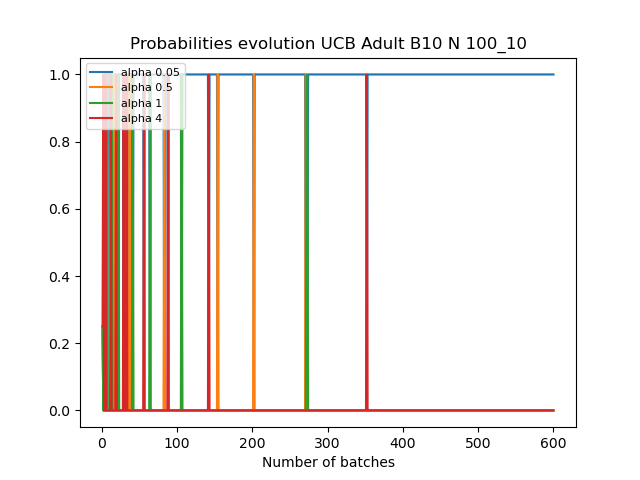 Probabilities evolution UCB Adult B10 N 100_10
alpha 0.05
alpha 0.5
alpha 1
alpha 4
1.0
0.8
0.6
0.4
0.2
0.0
0 100 200 300 400 500 600
Number of batches